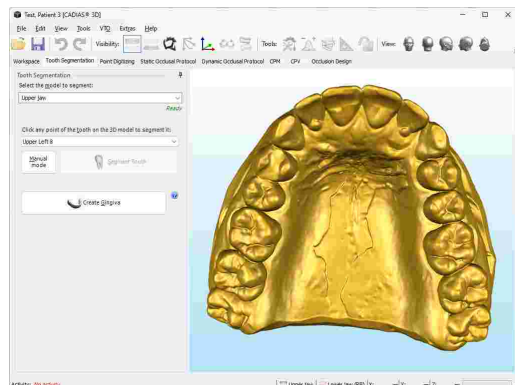 Test, Patient 3 [CADIAS® 3D]
File Edit View Tools VTO Extras Help
Visibility: Tools: View:
Workspace Tooth Segmentation Point Digitizing Static Occlusal Protocol Dynamic Occlusal Protocol CPM CPV Occlusion Design
Tooth Segmentation
Select the model to segment:
Upper Jaw
Ready
Click any point of the tooth on the 3D model to segment it:
Upper Left 8
Manual mode
Segment Tooth
Create Gingiva
Activity: No activity
Upper Jaw Lower Jaw (RP) X: Y: Z: